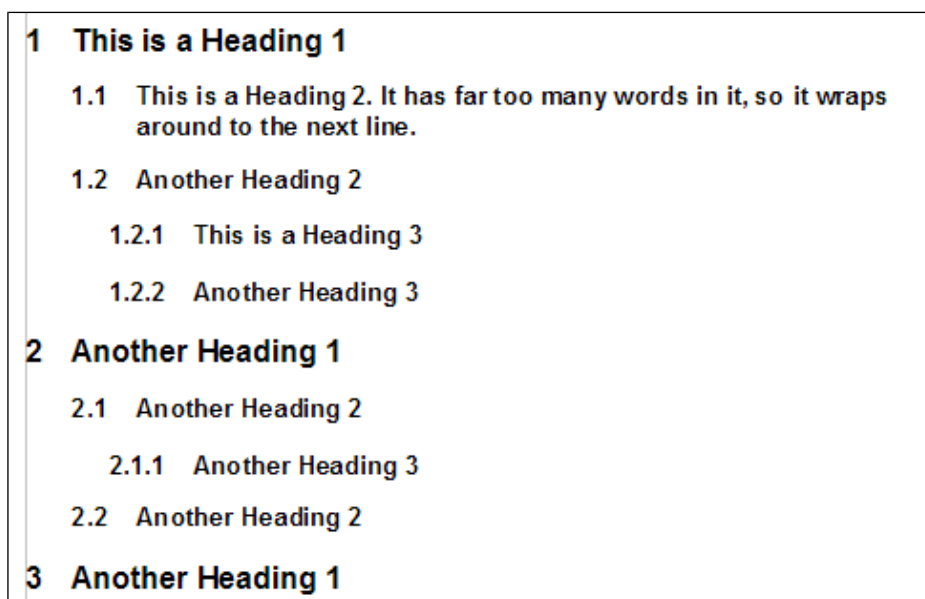 1 This is a Heading 1
1.1 This is a Heading 2. It has far too many words in it, so it wraps
around to the next line.
1.2 Another Heading 2
1.2.1 This is a Heading 3
1.2.2 Another Heading 3
2 Another Heading 1
2.1 Another Heading 2
2.1.1 Another Heading 3
2.2 Another Heading 2
3 Another Heading 1